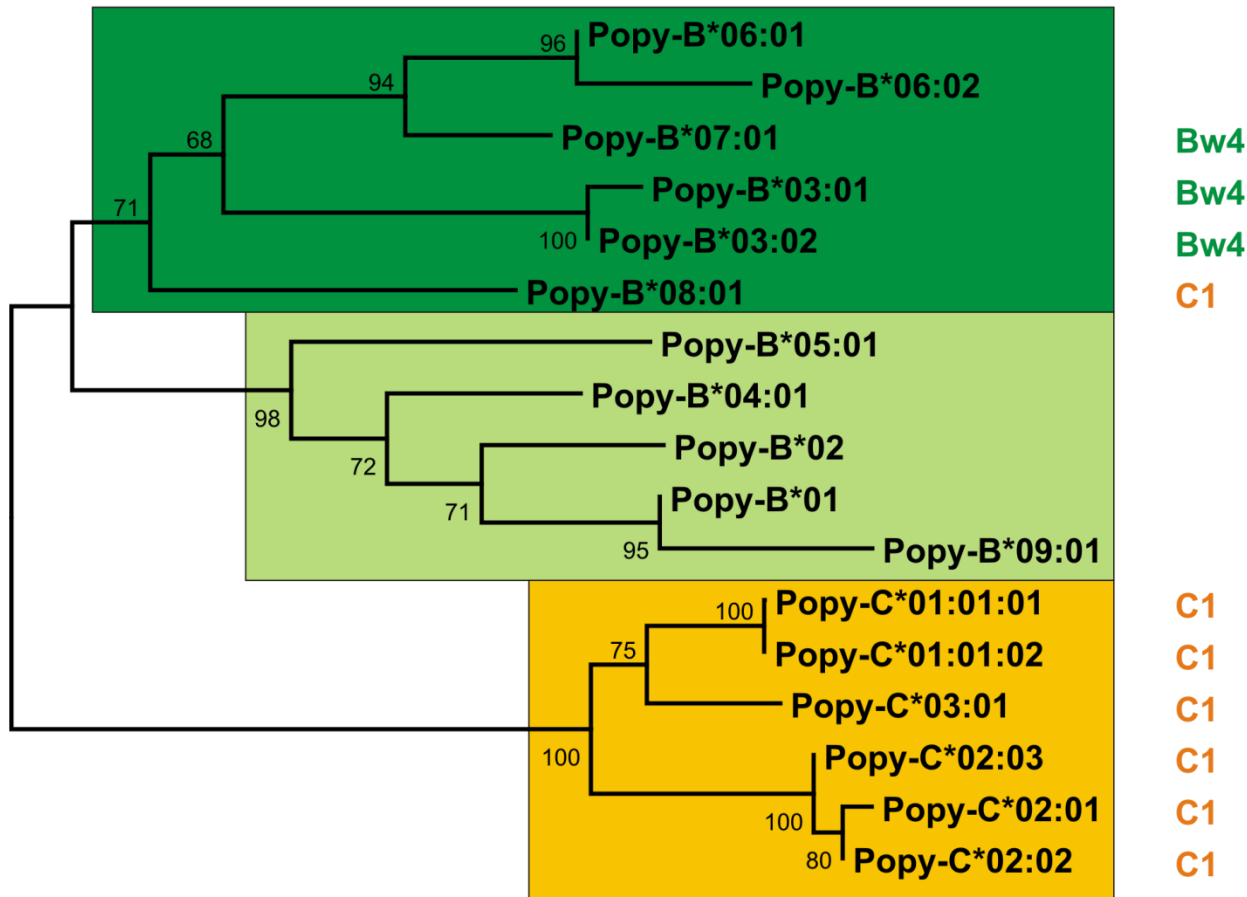 96 Popy-B*06:01
94 Popy-B*06:02
68 Popy-B*07:01 Bw4
71 Popy-B*03:01 Bw4
100 Popy-B*03:02 Bw4
Popy-B*08:01 C1
Popy-B*05:01
98 Popy-B*04:01
72 Popy-B*02
71 Popy-B*01
95 Popy-B*09:01
100 Popy-C*01:01:01 C1
75 Popy-C*01:01:02 C1
Popy-C*03:01 C1
100 Popy-C*02:03 C1
100 Popy-C*02:01 C1
80 Popy-C*02:02 C1